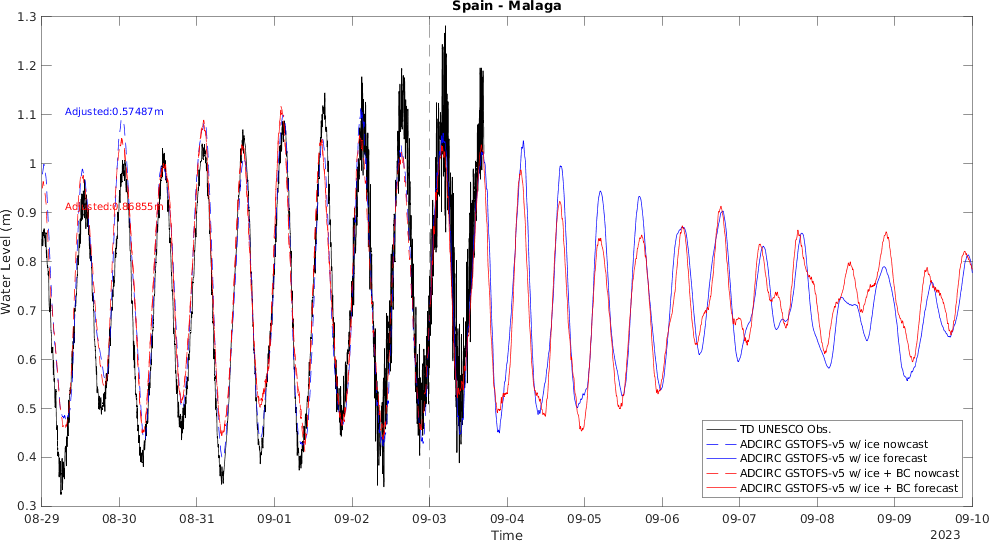 Spain - Malaga
1.3
1.2
1.1
1
0.9
0.8
0.7
0.6
0.5
0.4
0.3
Water Level (m)
Adjusted:0.57487m
Adjusted:0.86855m
TD UNESCO Obs.
ADCIRC GSTOFS-v5 w/ ice nowcast
ADCIRC GSTOFS-v5 w/ ice forecast
ADCIRC GSTOFS-v5 w/ ice + BC nowcast
ADCIRC GSTOFS-v5 w/ ice + BC forecast
08-29 08-30 08-31 09-01 09-02 09-03 09-04 09-05 09-06 09-07 09-08 09-09 09-10
Time
2023